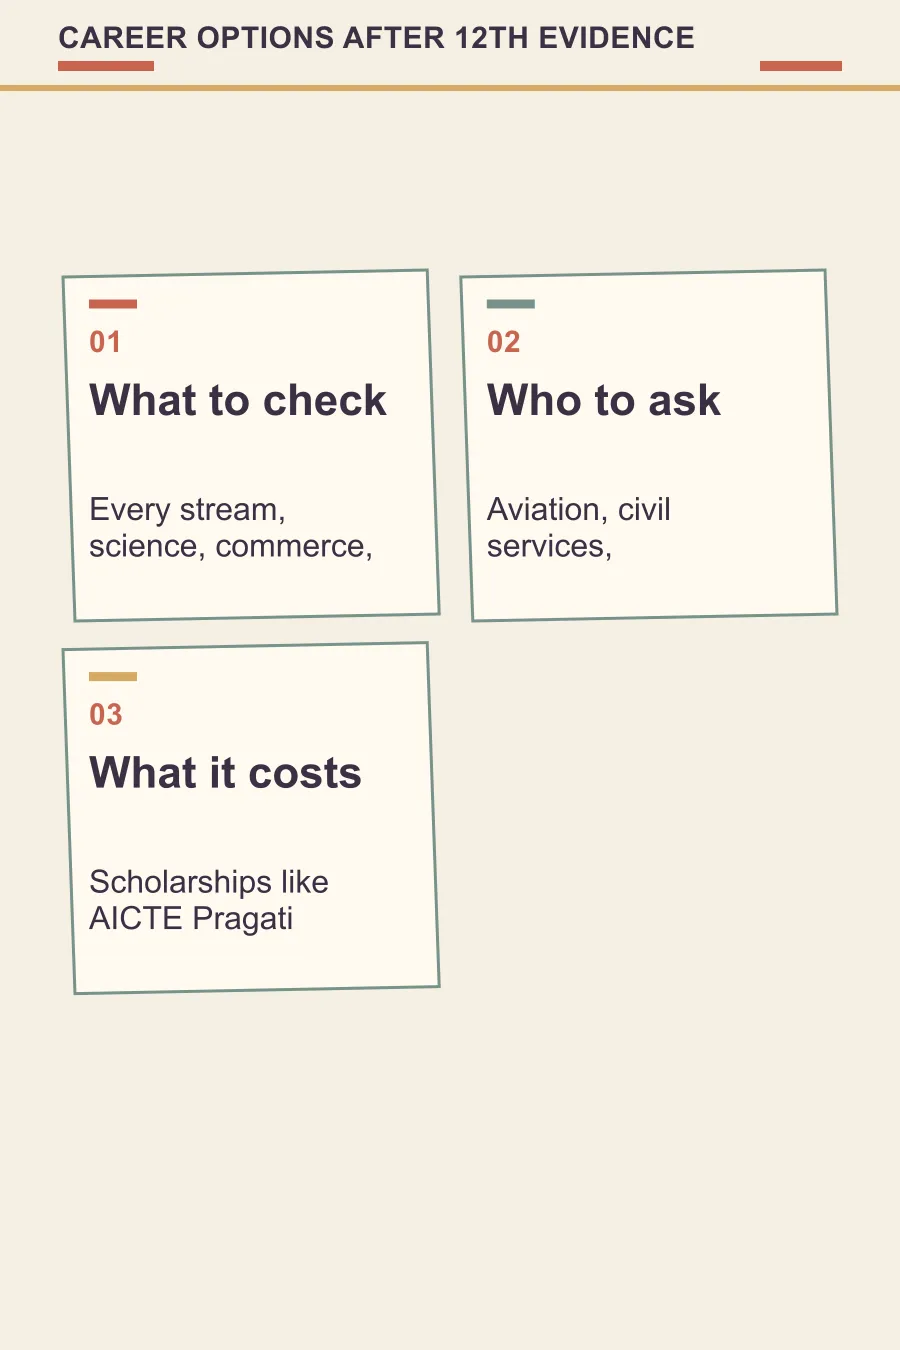 CAREER OPTIONS AFTER 12TH EVIDENCE
01
What to check
Every stream,
science, commerce,
02
Who to ask
Aviation, civil
services,
03
What it costs
Scholarships like
AICTE Pragati